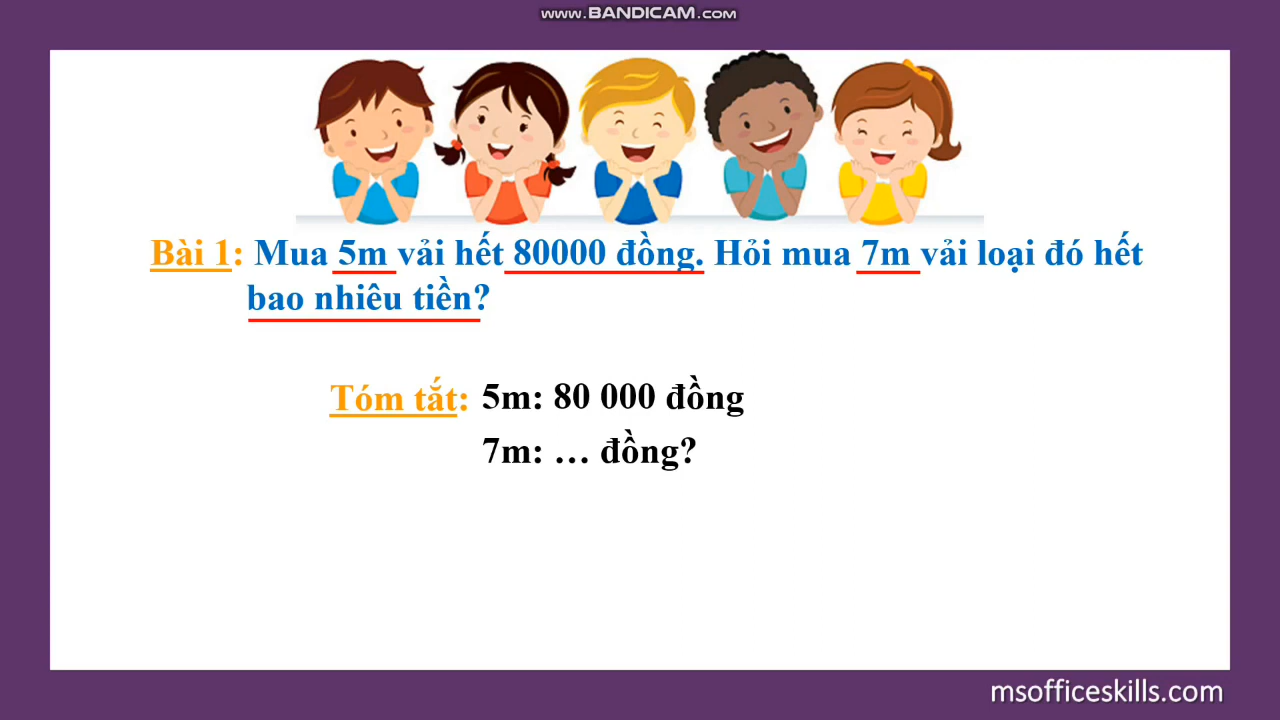 www.BANDICAM.com
Bài 1: Mua 5m vải hết 80000 đồng. Hỏi mua 7m vải loại đó hết
bao nhiêu tiền?
Tóm tắt: 5m: 80 000 đồng
7m: … đồng?
msofficeskills.com